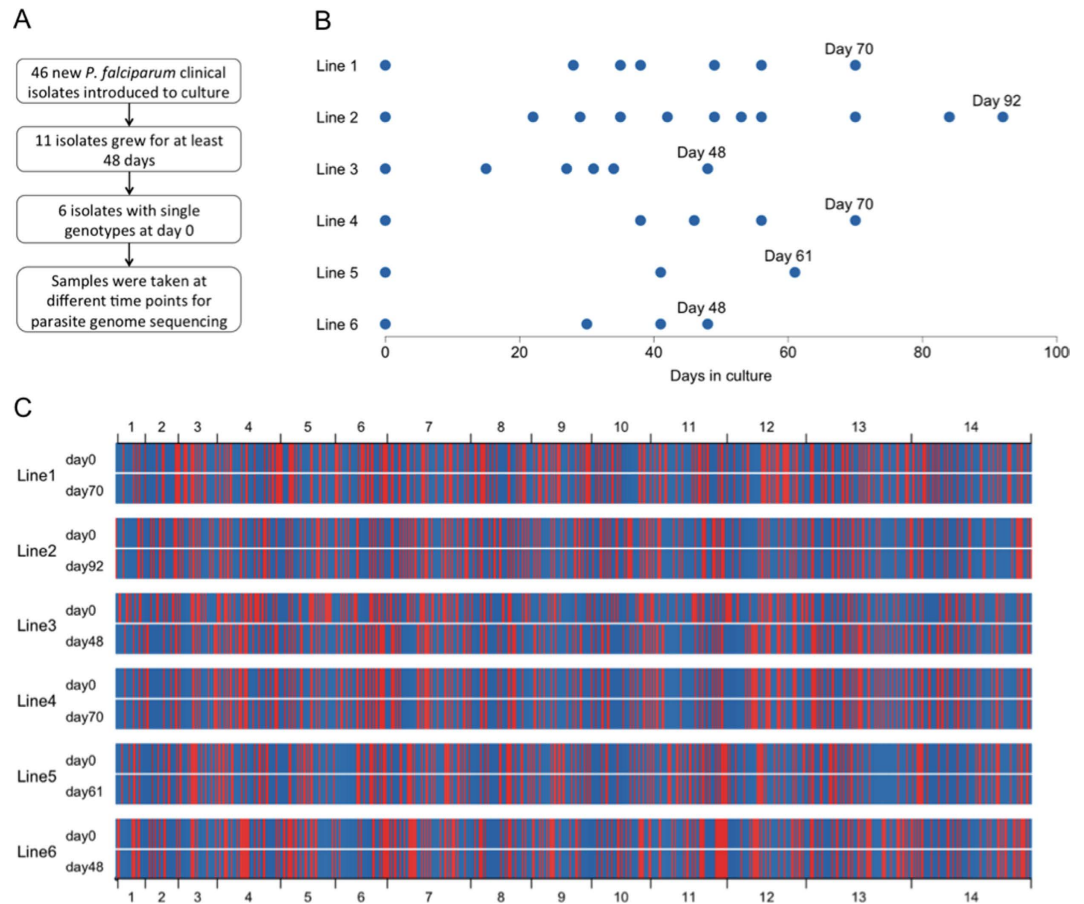 A
46 new P. falciparum clinical
isolates introduced to culture
11 isolates grew for at least
48 days
6 isolates with single
genotypes at day 0
Samples were taken at
different time points for
parasite genome sequencing
B
Day 70
Line 1
Day 92
Line 2
Day 48
Line 3
Day 70
Line 4
Day 61
Line 5
Day 48
Line 6
0 20 40 60 80 100
Days in culture
C
1 2 3 4 5 6 7 8 9 10 11 12 13 14
day0
Line1
day70
day0
Line2
day92
day0
Line3
day48
day0
Line4
day70
day0
Line5
day61
day0
Line6
day48
1 2 3 4 5 6 7 8 9 10 11 12 13 14